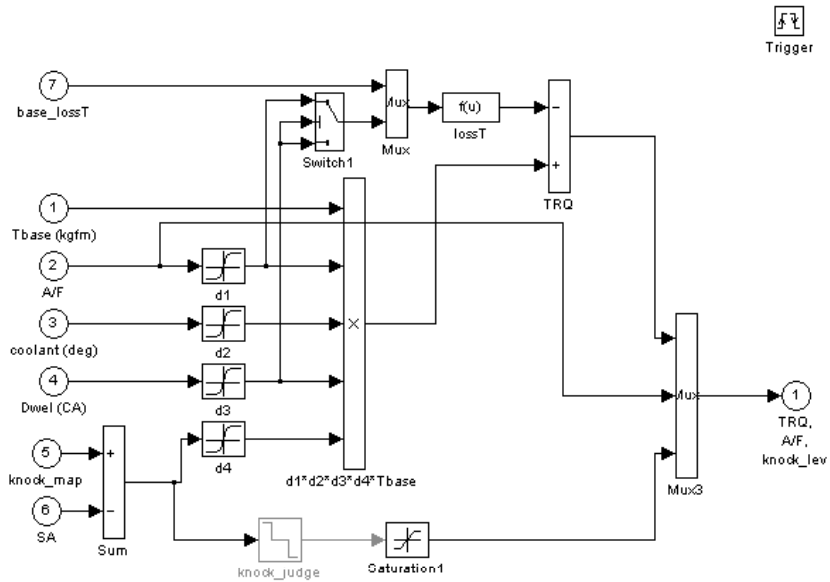 Trigger
7
base_lossT
Switch1
Mux
Mux
f(u)
lossT
−
+
TRQ
1
Tbase (kgfm)
2
A/F
d1
3
coolant (deg)
d2
×
4
Dwel (CA)
d3
5
knock_map
d4
d1*d2*d3*d4*Tbase
+
−
6
SA
Sum
knock_judge
Saturation1
Mux
Mux3
1
TRQ,
A/F,
knock_lev